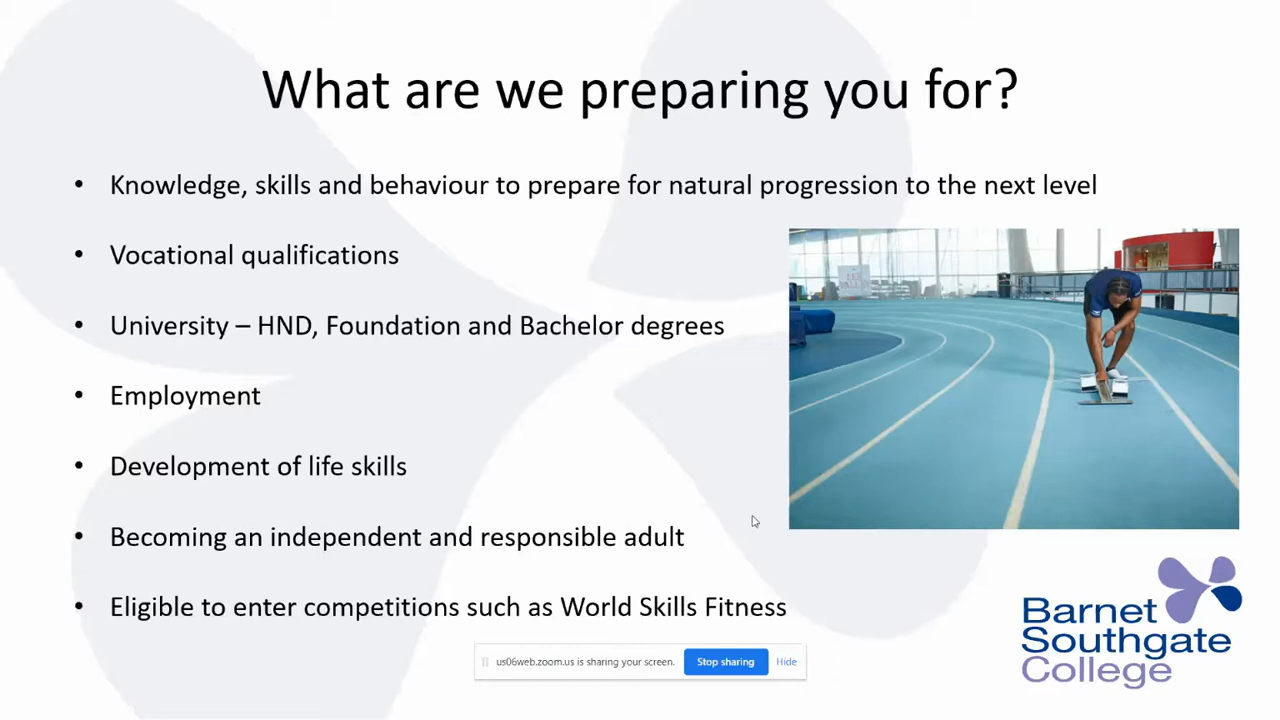 What are we preparing you for?
• Knowledge, skills and behaviour to prepare for natural progression to the next level
• Vocational qualifications
• University – HND, Foundation and Bachelor degrees
• Employment
• Development of life skills
• Becoming an independent and responsible adult
• Eligible to enter competitions such as World Skills Fitness
us06web.zoom.us is sharing your screen. Stop sharing Hide
Barnet
Southgate
College